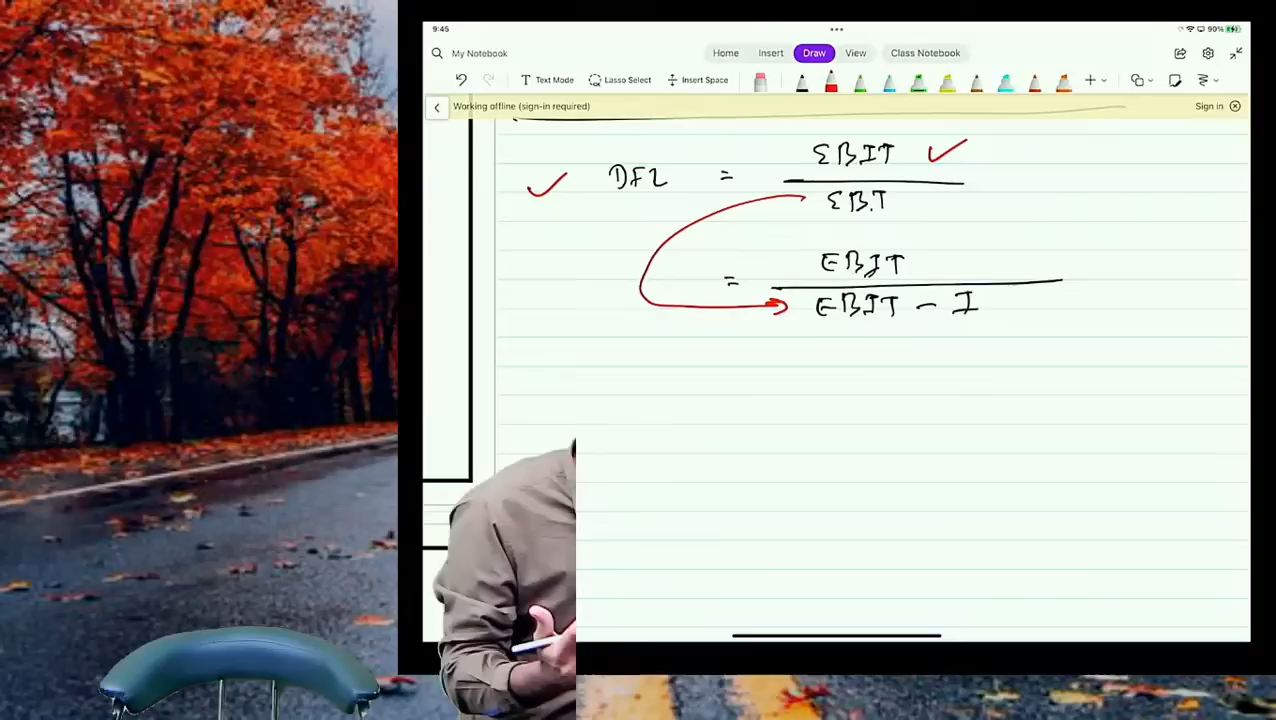 9:45 90%
My Notebook Home Insert Draw View Class Notebook
Text Mode Lasso Select Insert Space
Working offline (sign-in required) Sign in
DFL = EBIT
EBT
= EBIT
EBIT - I